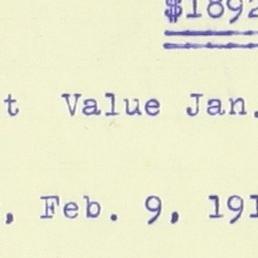 $1892
t Value Jan.
, Feb. 9, 191